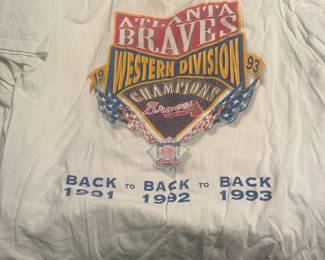 ATLANTA
BRAVES
19 WESTERN DIVISION 93
CHAMPIONS
Braves
BACK TO BACK TO BACK
1991 1992 1993